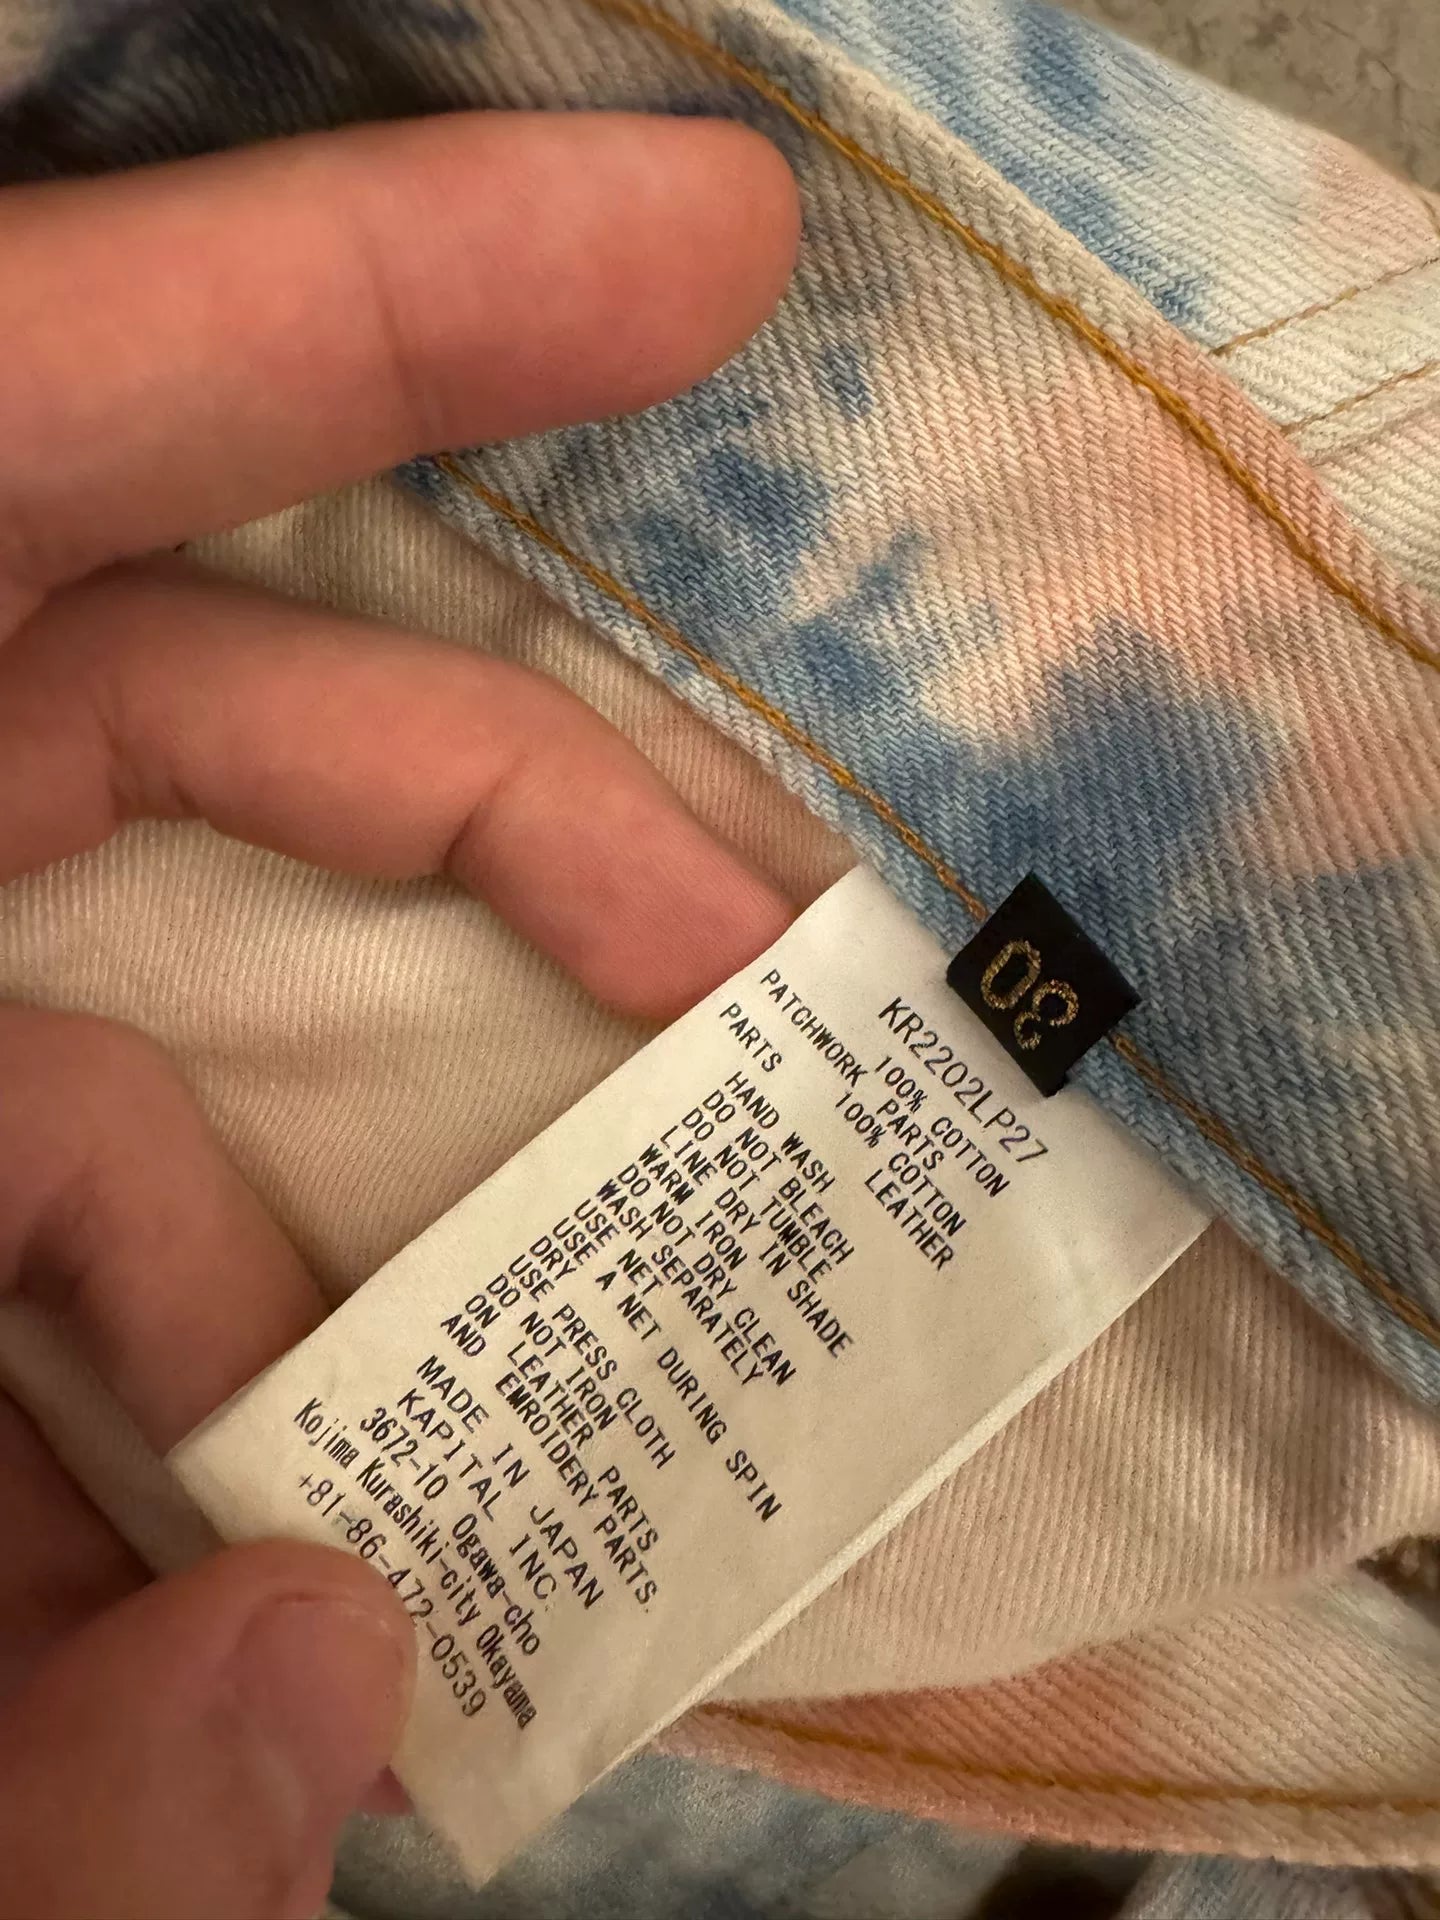 30
KR2202LP27
100% COTTON
PATCHWORK PARTS
100% COTTON
PARTS LEATHER
HAND WASH
DO NOT BLEACH
DO NOT TUMBLE
LINE DRY IN SHADE
WARM IRON
DO NOT DRY CLEAN
WASH SEPARATELY
USE NET
USE A NET DURING SPIN
DRY
USE PRESS CLOTH
DO NOT IRON
ON LEATHER PARTS
AND EMROIDERY PARTS.
MADE IN JAPAN
KAPITAL INC.
3672-10 Ogawa-cho
Kojima Kurashiki-city Okayama
+81-86-472-0539